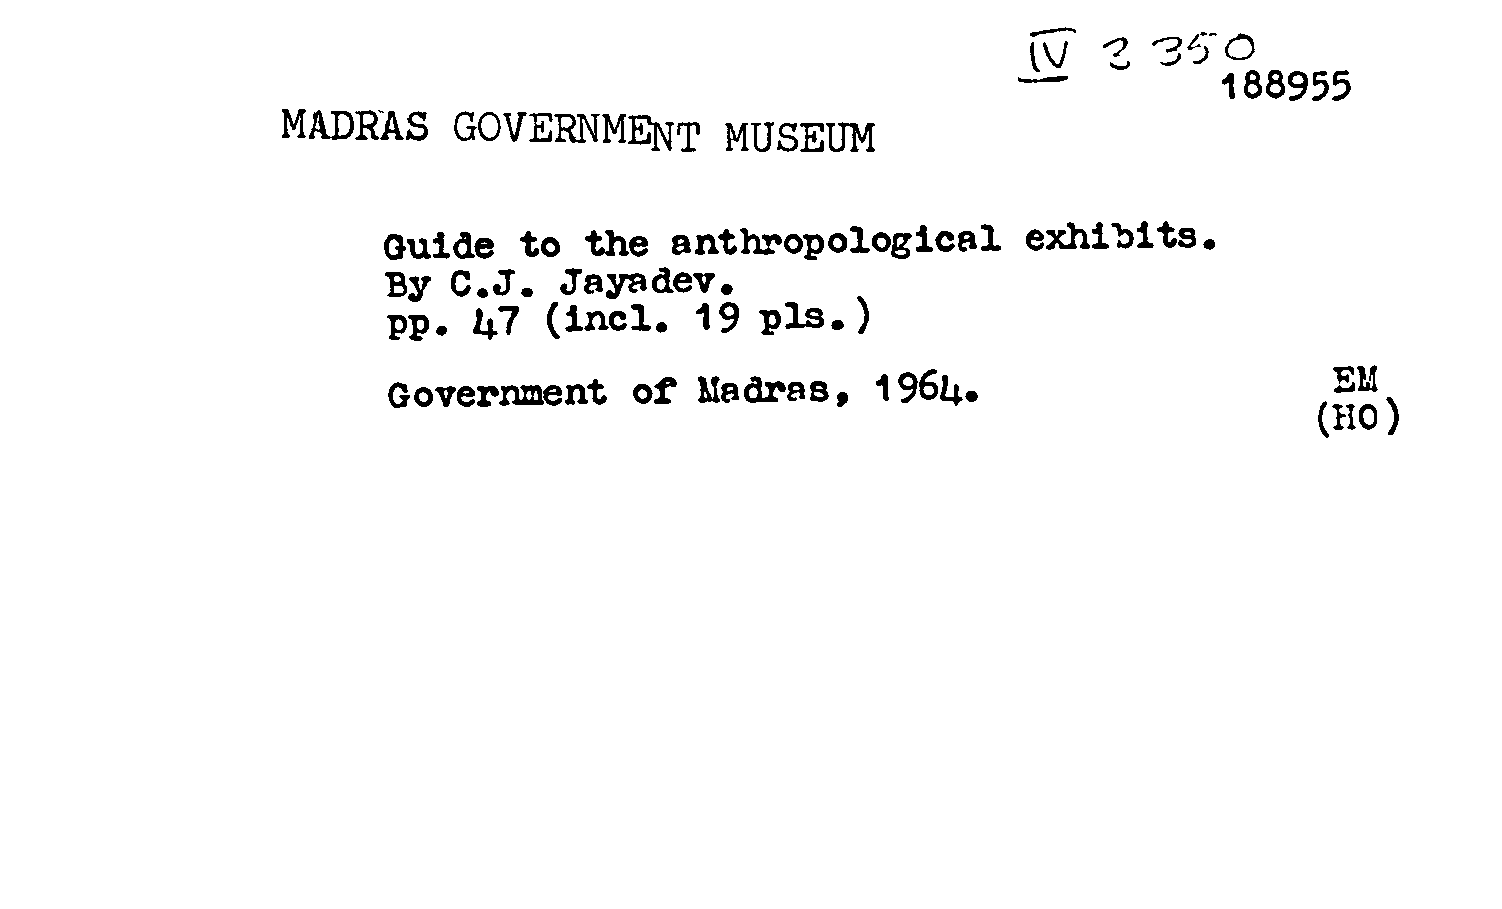 IV 3 350
188955
MADRAS GOVERNMENT MUSEUM
Guide to the anthropological exhibits.
By C.J. Jayadev.
pp. 47 (incl. 19 pls.)
Government of Madras, 1964.
EM
(HO)